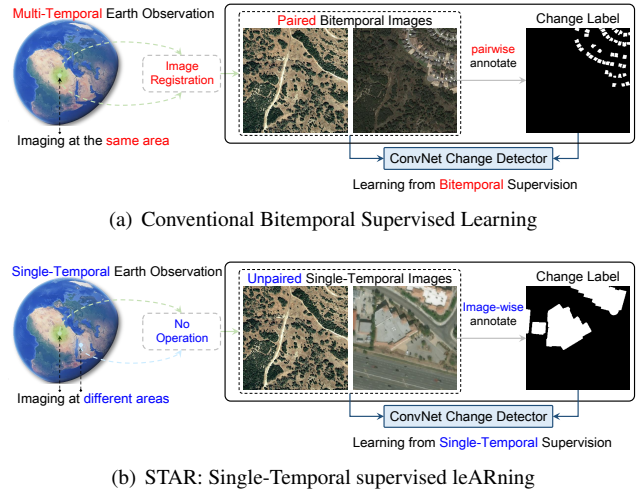 Multi-Temporal Earth Observation
Paired Bitemporal Images
Change Label
Image
Registration
pairwise
annotate
Imaging at the same area
ConvNet Change Detector
Learning from Bitemporal Supervision
(a) Conventional Bitemporal Supervised Learning
Single-Temporal Earth Observation
Unpaired Single-Temporal Images
Change Label
No
Operation
Image-wise
annotate
Imaging at different areas
ConvNet Change Detector
Learning from Single-Temporal Supervision
(b) STAR: Single-Temporal supervised leARning